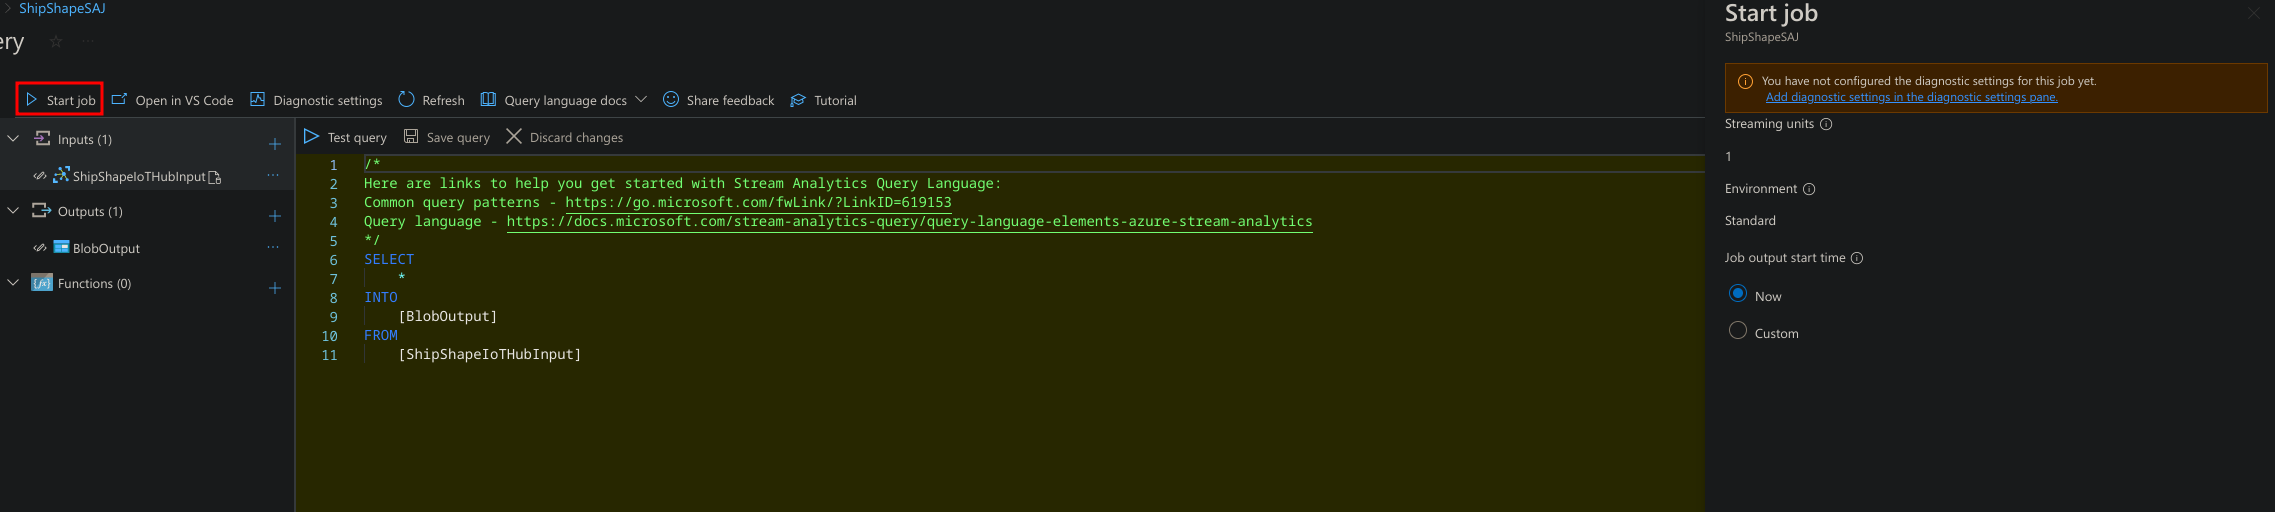 ShipShapeSAJ
ery
Start job
Open in VS Code
Diagnostic settings
Refresh
Query language docs
Share feedback
Tutorial
Inputs (1)
ShipShapeIoTHubInput
Outputs (1)
BlobOutput
Functions (0)
Test query
Save query
Discard changes
1 /*
2 Here are links to help you get started with Stream Analytics Query Language:
3 Common query patterns - https://go.microsoft.com/fwLink/?LinkID=619153
4 Query language - https://docs.microsoft.com/stream-analytics-query/query-language-elements-azure-stream-analytics
5 */
6 SELECT
7 *
8 INTO
9 [BlobOutput]
10 FROM
11 [ShipShapeIoTHubInput]
Start job
ShipShapeSAJ
You have not configured the diagnostic settings for this job yet.
Add diagnostic settings in the diagnostic settings pane.
Streaming units
1
Environment
Standard
Job output start time
Now
Custom